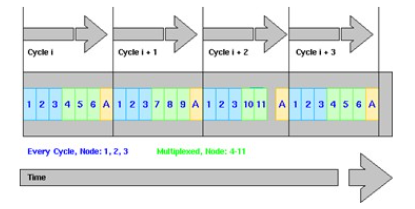 Cycle i Cycle i + 1 Cycle i + 2 Cycle i + 3
1 2 3 4 5 6 A 1 2 3 7 8 9 A 1 2 3 10 11 A 1 2 3 4 5 6 A
Every Cycle, Node: 1, 2, 3 Multiplexed, Node: 4-11
Time